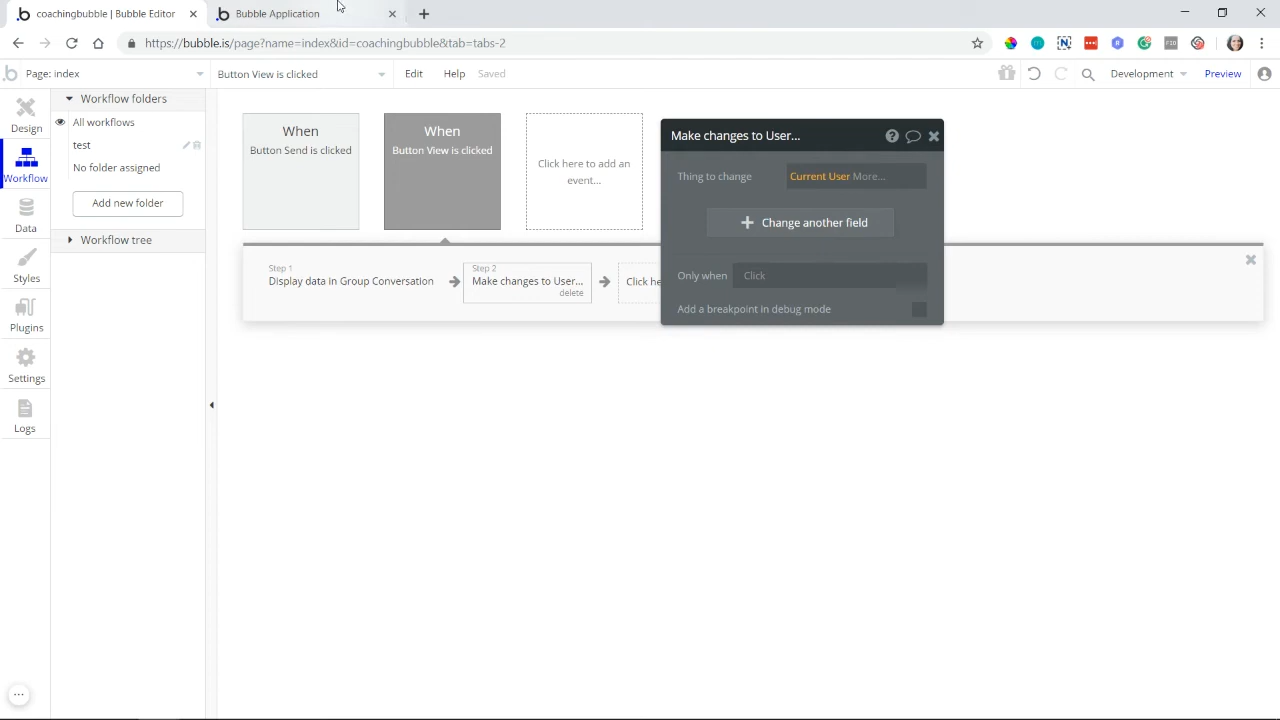 coachingbubble | Bubble Editor
Bubble Application
https://bubble.is/page?name=index&id=coachingbubble&tab=tabs-2
Page: index
Button View is clicked
Edit
Help
Saved
Development
Preview
Design
Workflow
Data
Styles
Plugins
Settings
Logs
Workflow folders
All workflows
test
No folder assigned
Add new folder
Workflow tree
When
Button Send is clicked
When
Button View is clicked
Click here to add an
event...
Step 1
Display data in Group Conversation
Step 2
Make changes to User...
delete
Click he
Make changes to User...
Thing to change
Current User More...
Change another field
Only when
Click
Add a breakpoint in debug mode